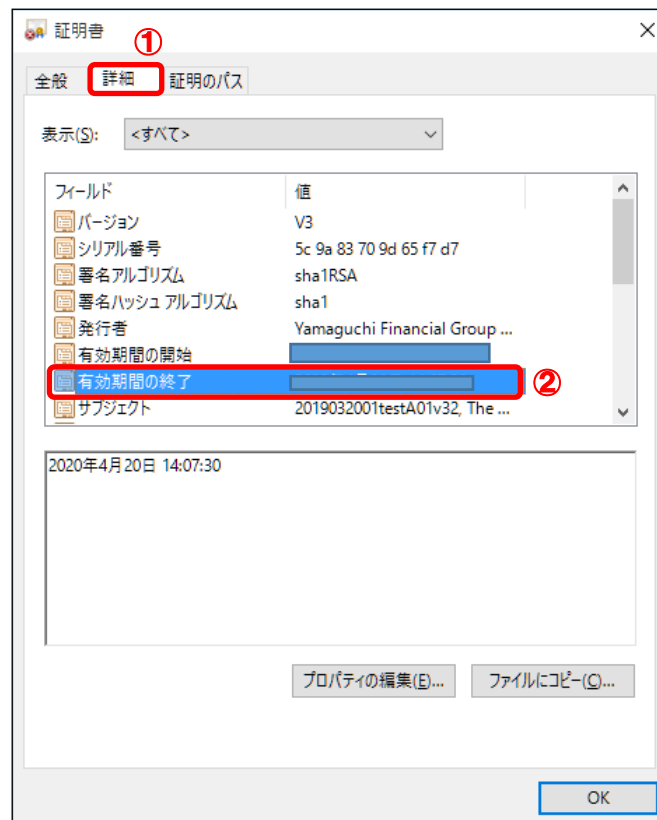 証明書
①
全般 詳細 証明のパス
表示(S): <すべて>
フィールド 値
バージョン V3
シリアル番号 5c 9a 83 70 9d 65 f7 d7
署名アルゴリズム sha1RSA
署名ハッシュ アルゴリズム sha1
発行者 Yamaguchi Financial Group ...
有効期間の開始
有効期間の終了 ②
サブジェクト 2019032001testA01v32, The ...
2020年4月20日 14:07:30
プロパティの編集(E)... ファイルにコピー(C)...
OK